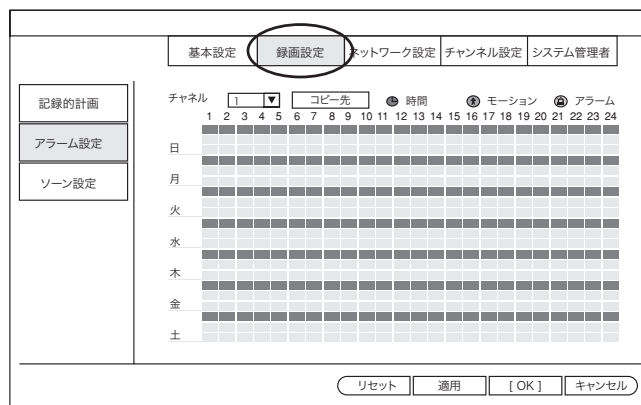 基本設定 録画設定 ネットワーク設定 チャンネル設定 システム管理者
記録的計画
アラーム設定
ソーン設定
チャネル 1 ▼ コピー先 時間 モーション アラーム
1 2 3 4 5 6 7 8 9 10 11 12 13 14 15 16 17 18 19 20 21 22 23 24
日
月
火
水
木
金
土
リセット 適用 [ OK ] キャンセル